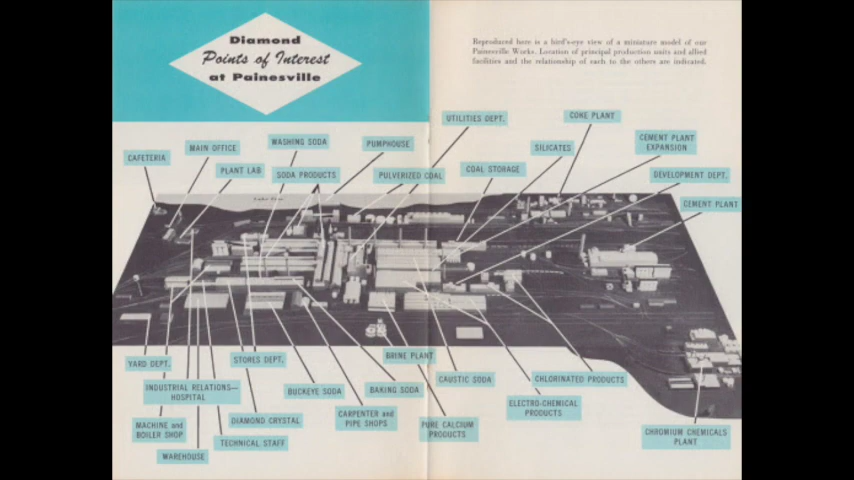 Diamond
Points of Interest
at Painesville
Reproduced here is a bird's-eye view of a miniature model of our
Painesville Works. Location of principal production units and allied
facilities and the relationship of each to the others are indicated.
UTILITIES DEPT.
COKE PLANT
CAFETERIA
MAIN OFFICE
WASHING SODA
PUMPHOUSE
SILICATES
CEMENT PLANT
EXPANSION
PLANT LAB
SODA PRODUCTS
PULVERIZED COAL
COAL STORAGE
DEVELOPMENT DEPT.
CEMENT PLANT
Lake Erie
YARD DEPT.
STORES DEPT.
BRINE PLANT
INDUSTRIAL RELATIONS—
HOSPITAL
BUCKEYE SODA
BAKING SODA
CAUSTIC SODA
CHLORINATED PRODUCTS
MACHINE and
BOILER SHOP
DIAMOND CRYSTAL
CARPENTER and
PIPE SHOPS
PURE CALCIUM
PRODUCTS
ELECTRO-CHEMICAL
PRODUCTS
TECHNICAL STAFF
WAREHOUSE
CHROMIUM CHEMICALS
PLANT